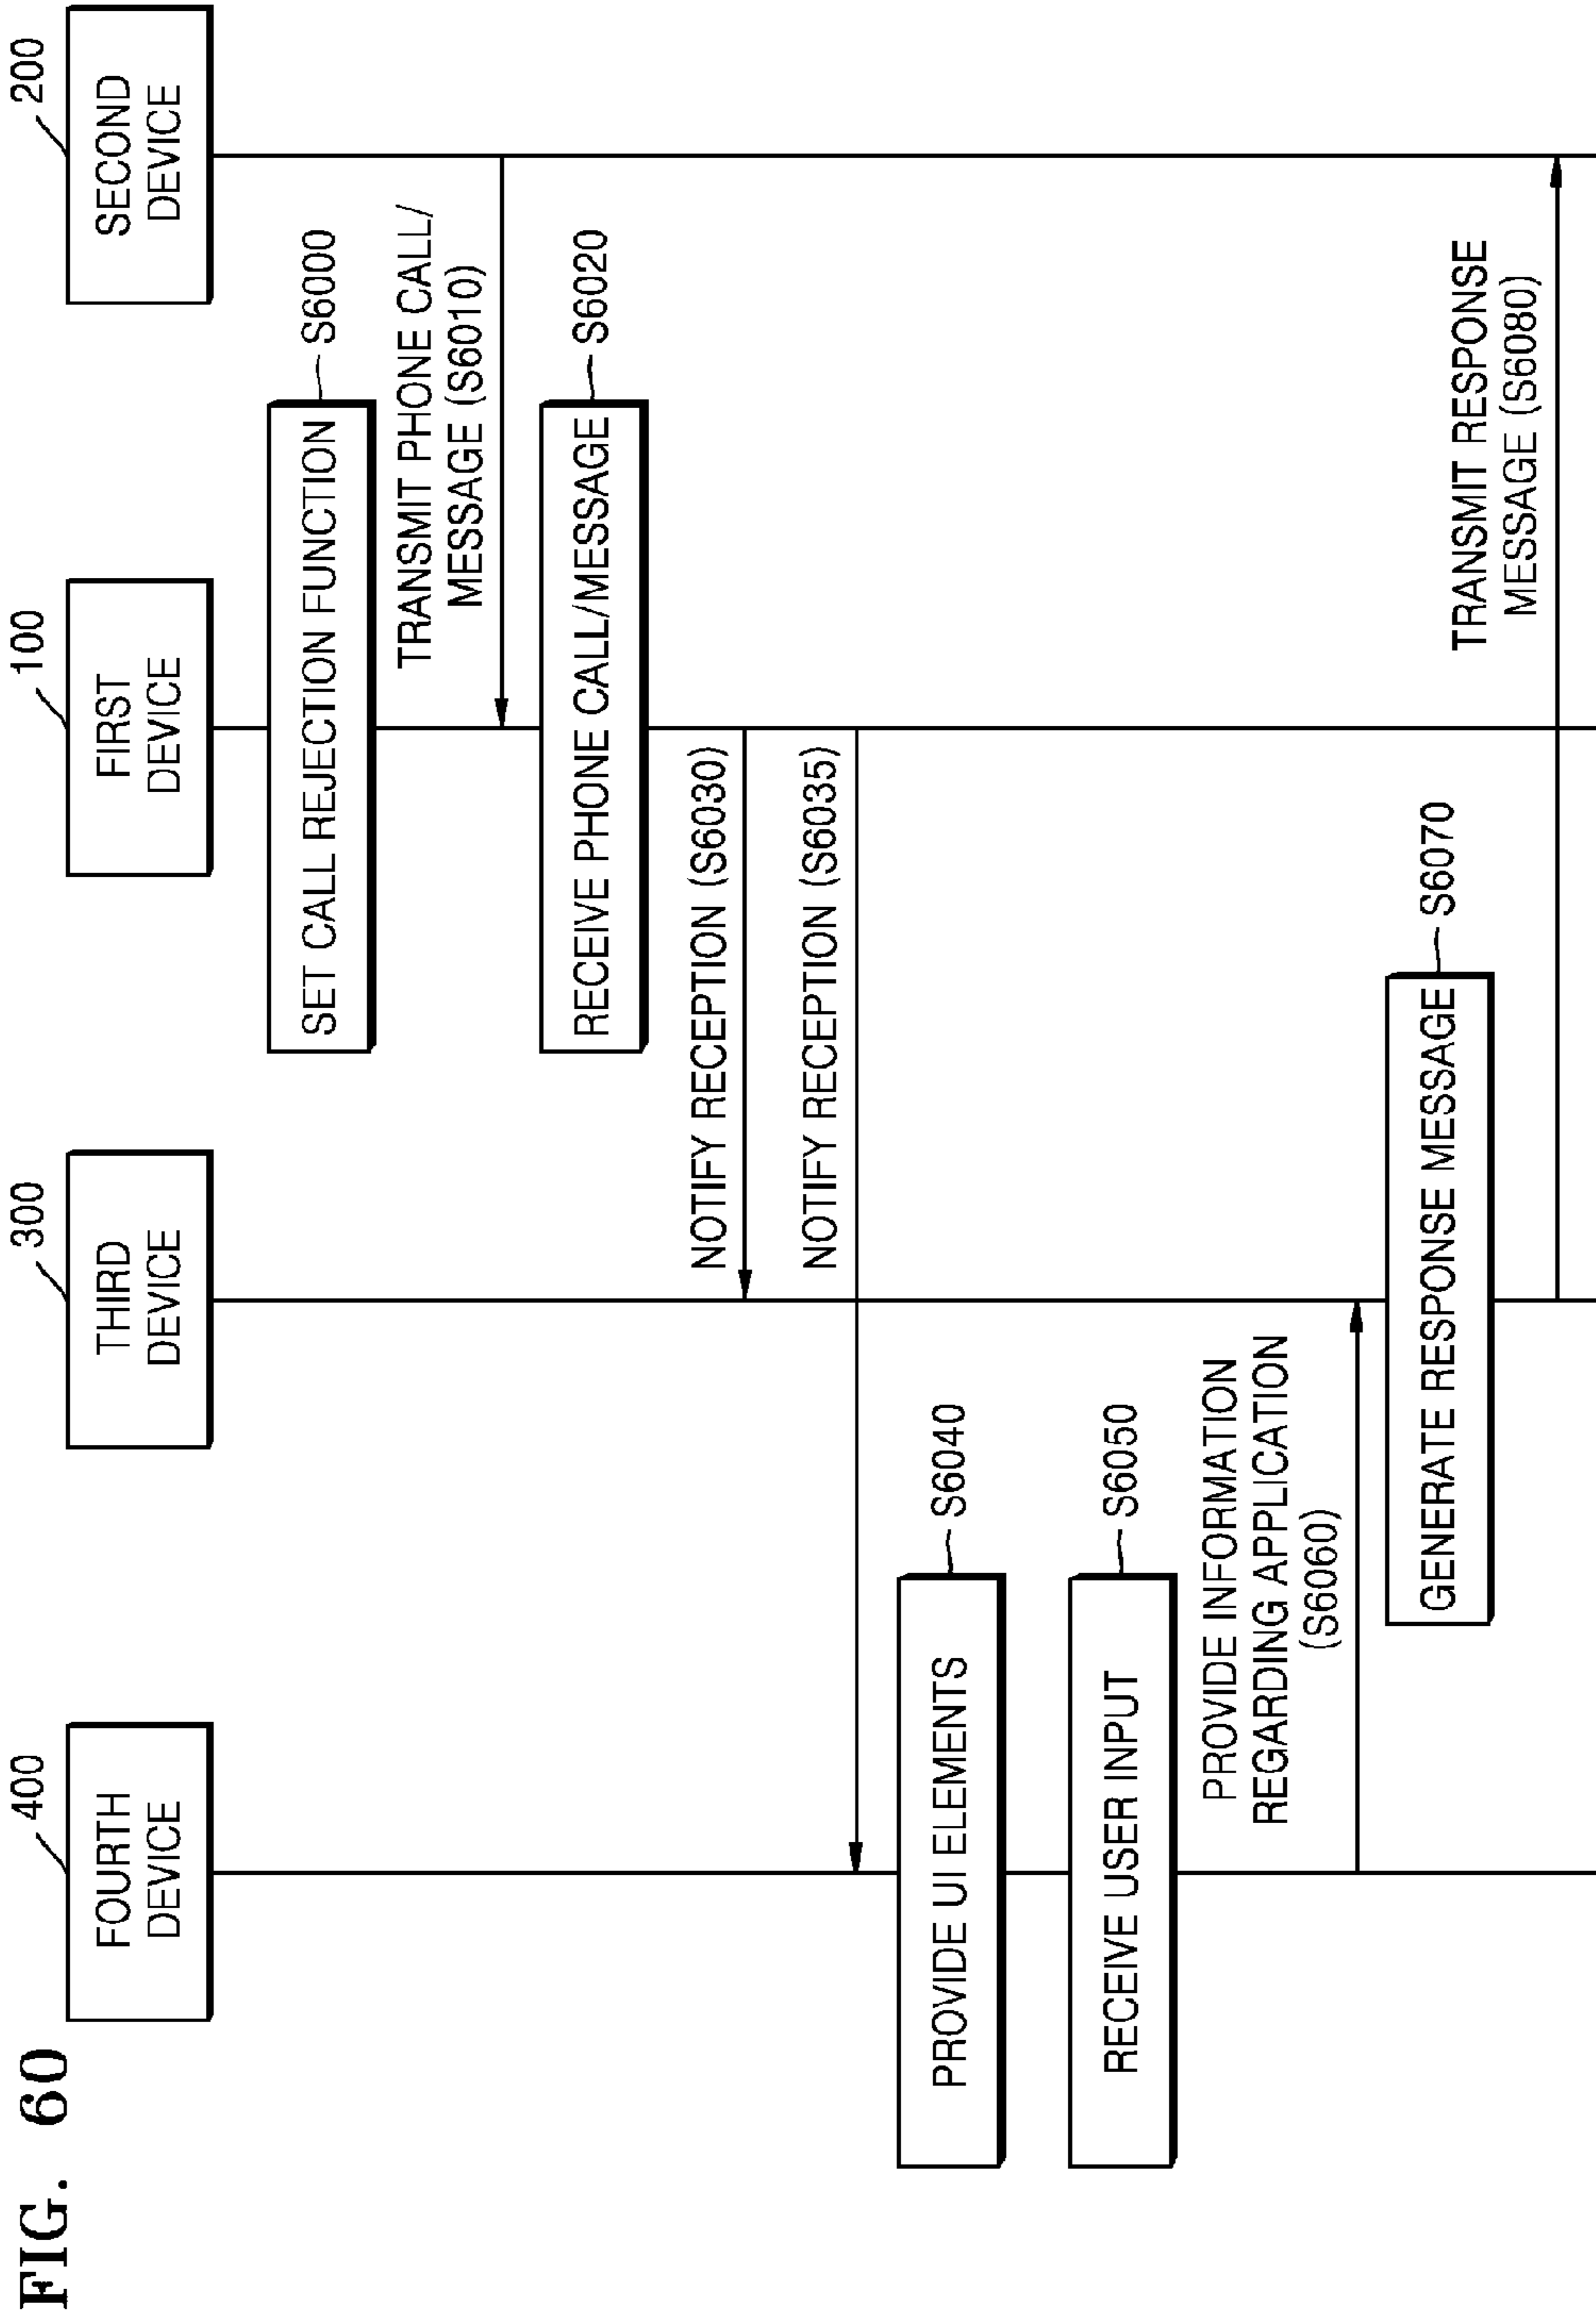 FIG. 60
400
300
100
200
FOURTH
DEVICE
THIRD
DEVICE
FIRST
DEVICE
SECOND
DEVICE
SET CALL REJECTION FUNCTION
S6000
TRANSMIT PHONE CALL/
MESSAGE (S6010)
RECEIVE PHONE CALL/MESSAGE
S6020
NOTIFY RECEPTION (S6030)
NOTIFY RECEPTION (S6035)
PROVIDE UI ELEMENTS
S6040
RECEIVE USER INPUT
S6050
PROVIDE INFORMATION
REGARDING APPLICATION
(S6060)
GENERATE RESPONSE MESSAGE
S6070
TRANSMIT RESPONSE
MESSAGE (S6080)